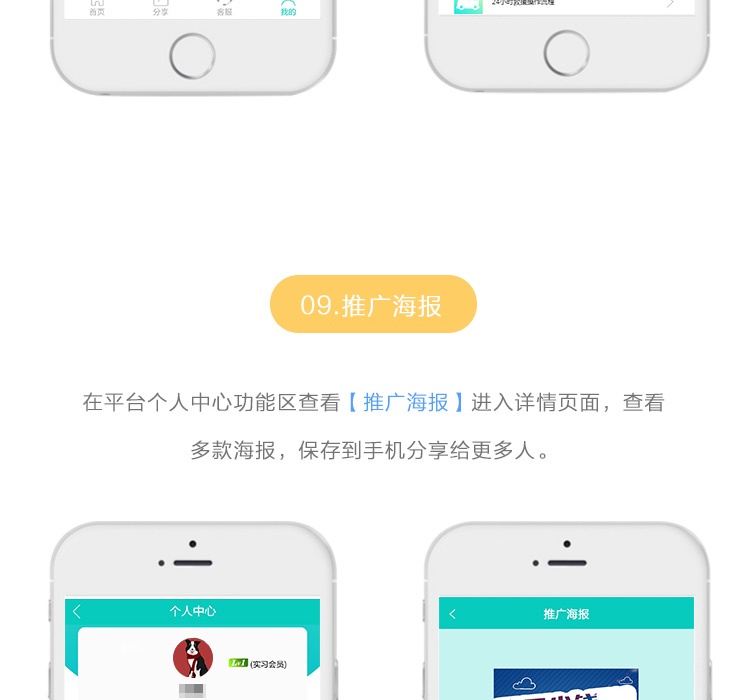 首页 分享 客服 我的
24小时救援操作流程
09.推广海报
在平台个人中心功能区查看【推广海报】进入详情页面，查看
多款海报，保存到手机分享给更多人。
个人中心
Lv1 (实习会员)
推广海报